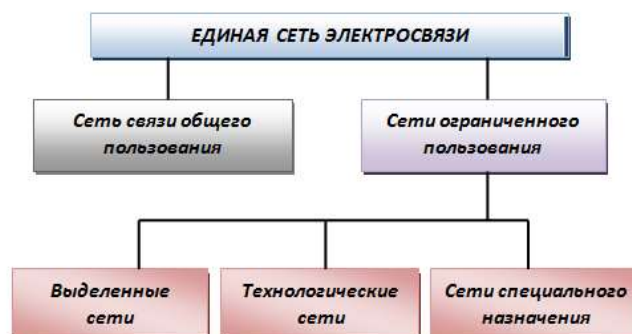 ЕДИНАЯ СЕТЬ ЭЛЕКТРОСВЯЗИ
Сеть связи общего
пользования
Сети ограниченного
пользования
Выделенные
сети
Технологические
сети
Сети специального
назначения